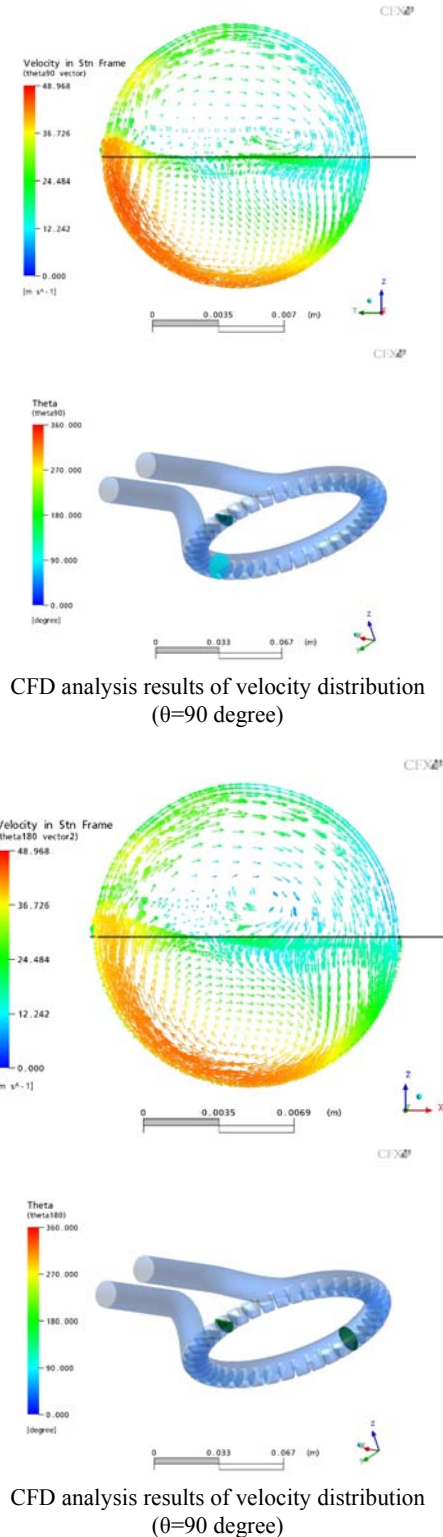 CFX
Velocity in Stn Frame
(theta90 vector)
48.968
36.726
24.484
12.242
0.000
[m s^-1]
0 0.0035 0.007 (m)
Z
Y
CFX
Theta
(theta90)
360.000
270.000
180.000
90.000
0.000
[degree]
Z
Y
0 0.033 0.067 (m)
CFD analysis results of velocity distribution
(θ=90 degree)
CFX
Velocity in Stn Frame
(theta180 vector2)
48.968
36.726
24.484
12.242
0.000
[m s^-1]
Z
X
0 0.0035 0.0069 (m)
CFX
Theta
(theta180)
360.000
270.000
180.000
90.000
0.000
[degree]
Z
Y
0 0.033 0.067 (m)
CFD analysis results of velocity distribution
(θ=90 degree)